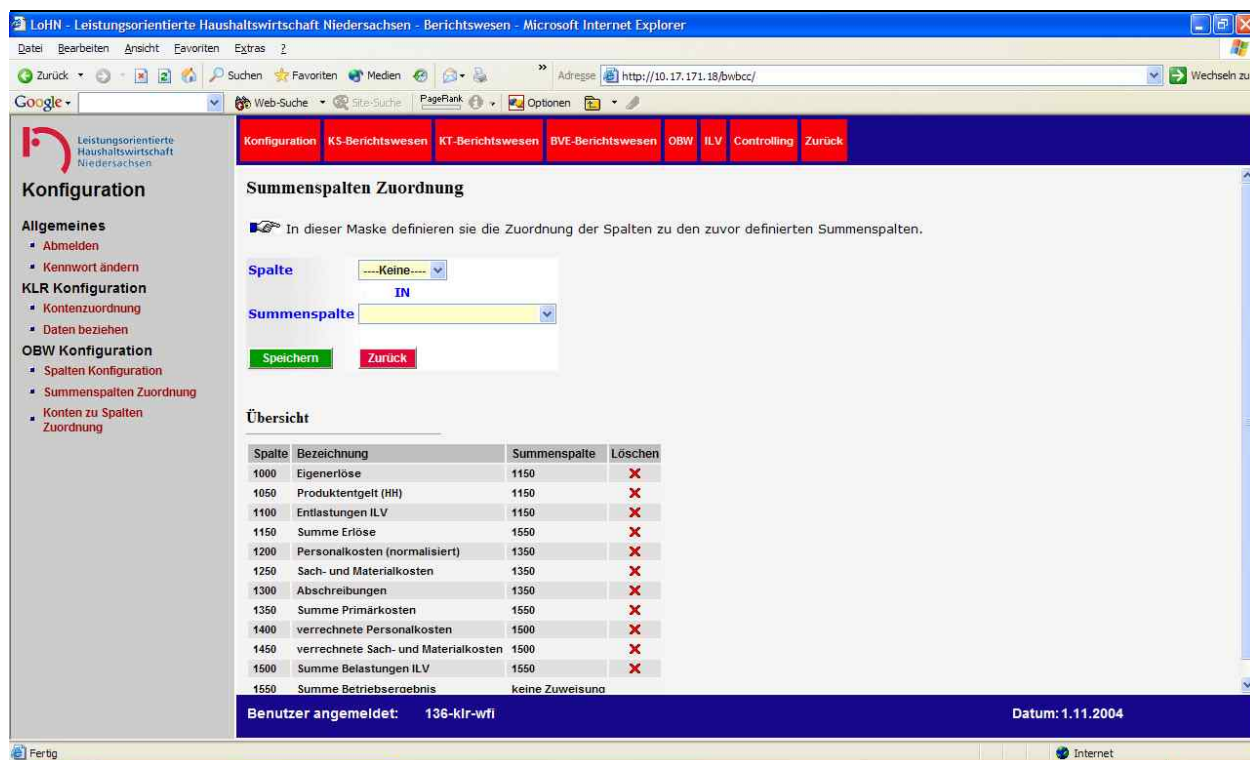 LoHN - Leistungsorientierte Haushaltswirtschaft Niedersachsen - Berichtswesen - Microsoft Internet Explorer
Datei Bearbeiten Ansicht Favoriten Extras ?
Zurück Suchen Favoriten Medien » Adresse http://10.17.171.18/bwbcc/ Wechseln zu
Google Web-Suche Site-Suche PageRank Optionen
Leistungsorientierte
Haushaltswirtschaft
Niedersachsen
Konfiguration KS-Berichtswesen KT-Berichtswesen BVE-Berichtswesen OBW ILV Controlling Zurück
Konfiguration
Allgemeines
Abmelden
Kennwort ändern
KLR Konfiguration
Kontenzuordnung
Daten beziehen
OBW Konfiguration
Spalten Konfiguration
Summenspalten Zuordnung
Konten zu Spalten
Zuordnung
Summenspalten Zuordnung
In dieser Maske definieren sie die Zuordnung der Spalten zu den zuvor definierten Summenspalten.
Spalte ----Keine----
IN
Summenspalte
Speichern Zurück
Übersicht
Spalte Bezeichnung Summenspalte Löschen
1000 Eigenerlöse 1150
1050 Produktentgelt (HH) 1150
1100 Entlastungen ILV 1150
1150 Summe Erlöse 1550
1200 Personalkosten (normalisiert) 1350
1250 Sach- und Materialkosten 1350
1300 Abschreibungen 1350
1350 Summe Primärkosten 1550
1400 verrechnete Personalkosten 1500
1450 verrechnete Sach- und Materialkosten 1500
1500 Summe Belastungen ILV 1550
1550 Summe Betriebsergebnis keine Zuweisung
Benutzer angemeldet: 136-klr-wfi Datum: 1.11.2004
Fertig Internet